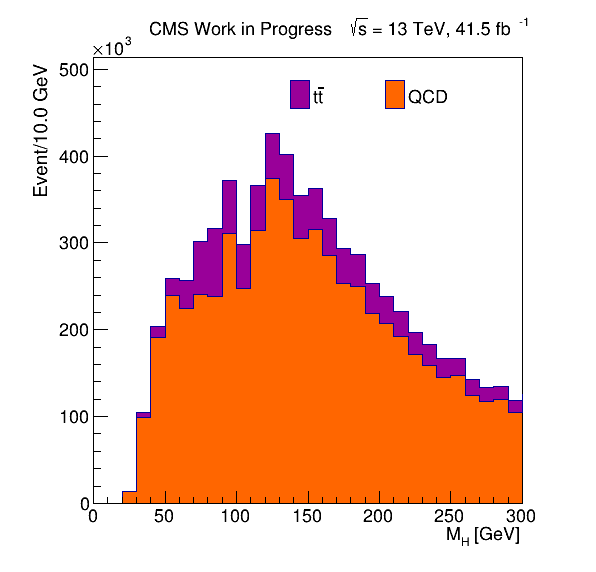 CMS Work in Progress √s = 13 TeV, 41.5 fb⁻¹
×10³
tt̄ QCD
Event/10.0 GeV
500
400
300
200
100
0
0 50 100 150 200 250 300
M_H [GeV]